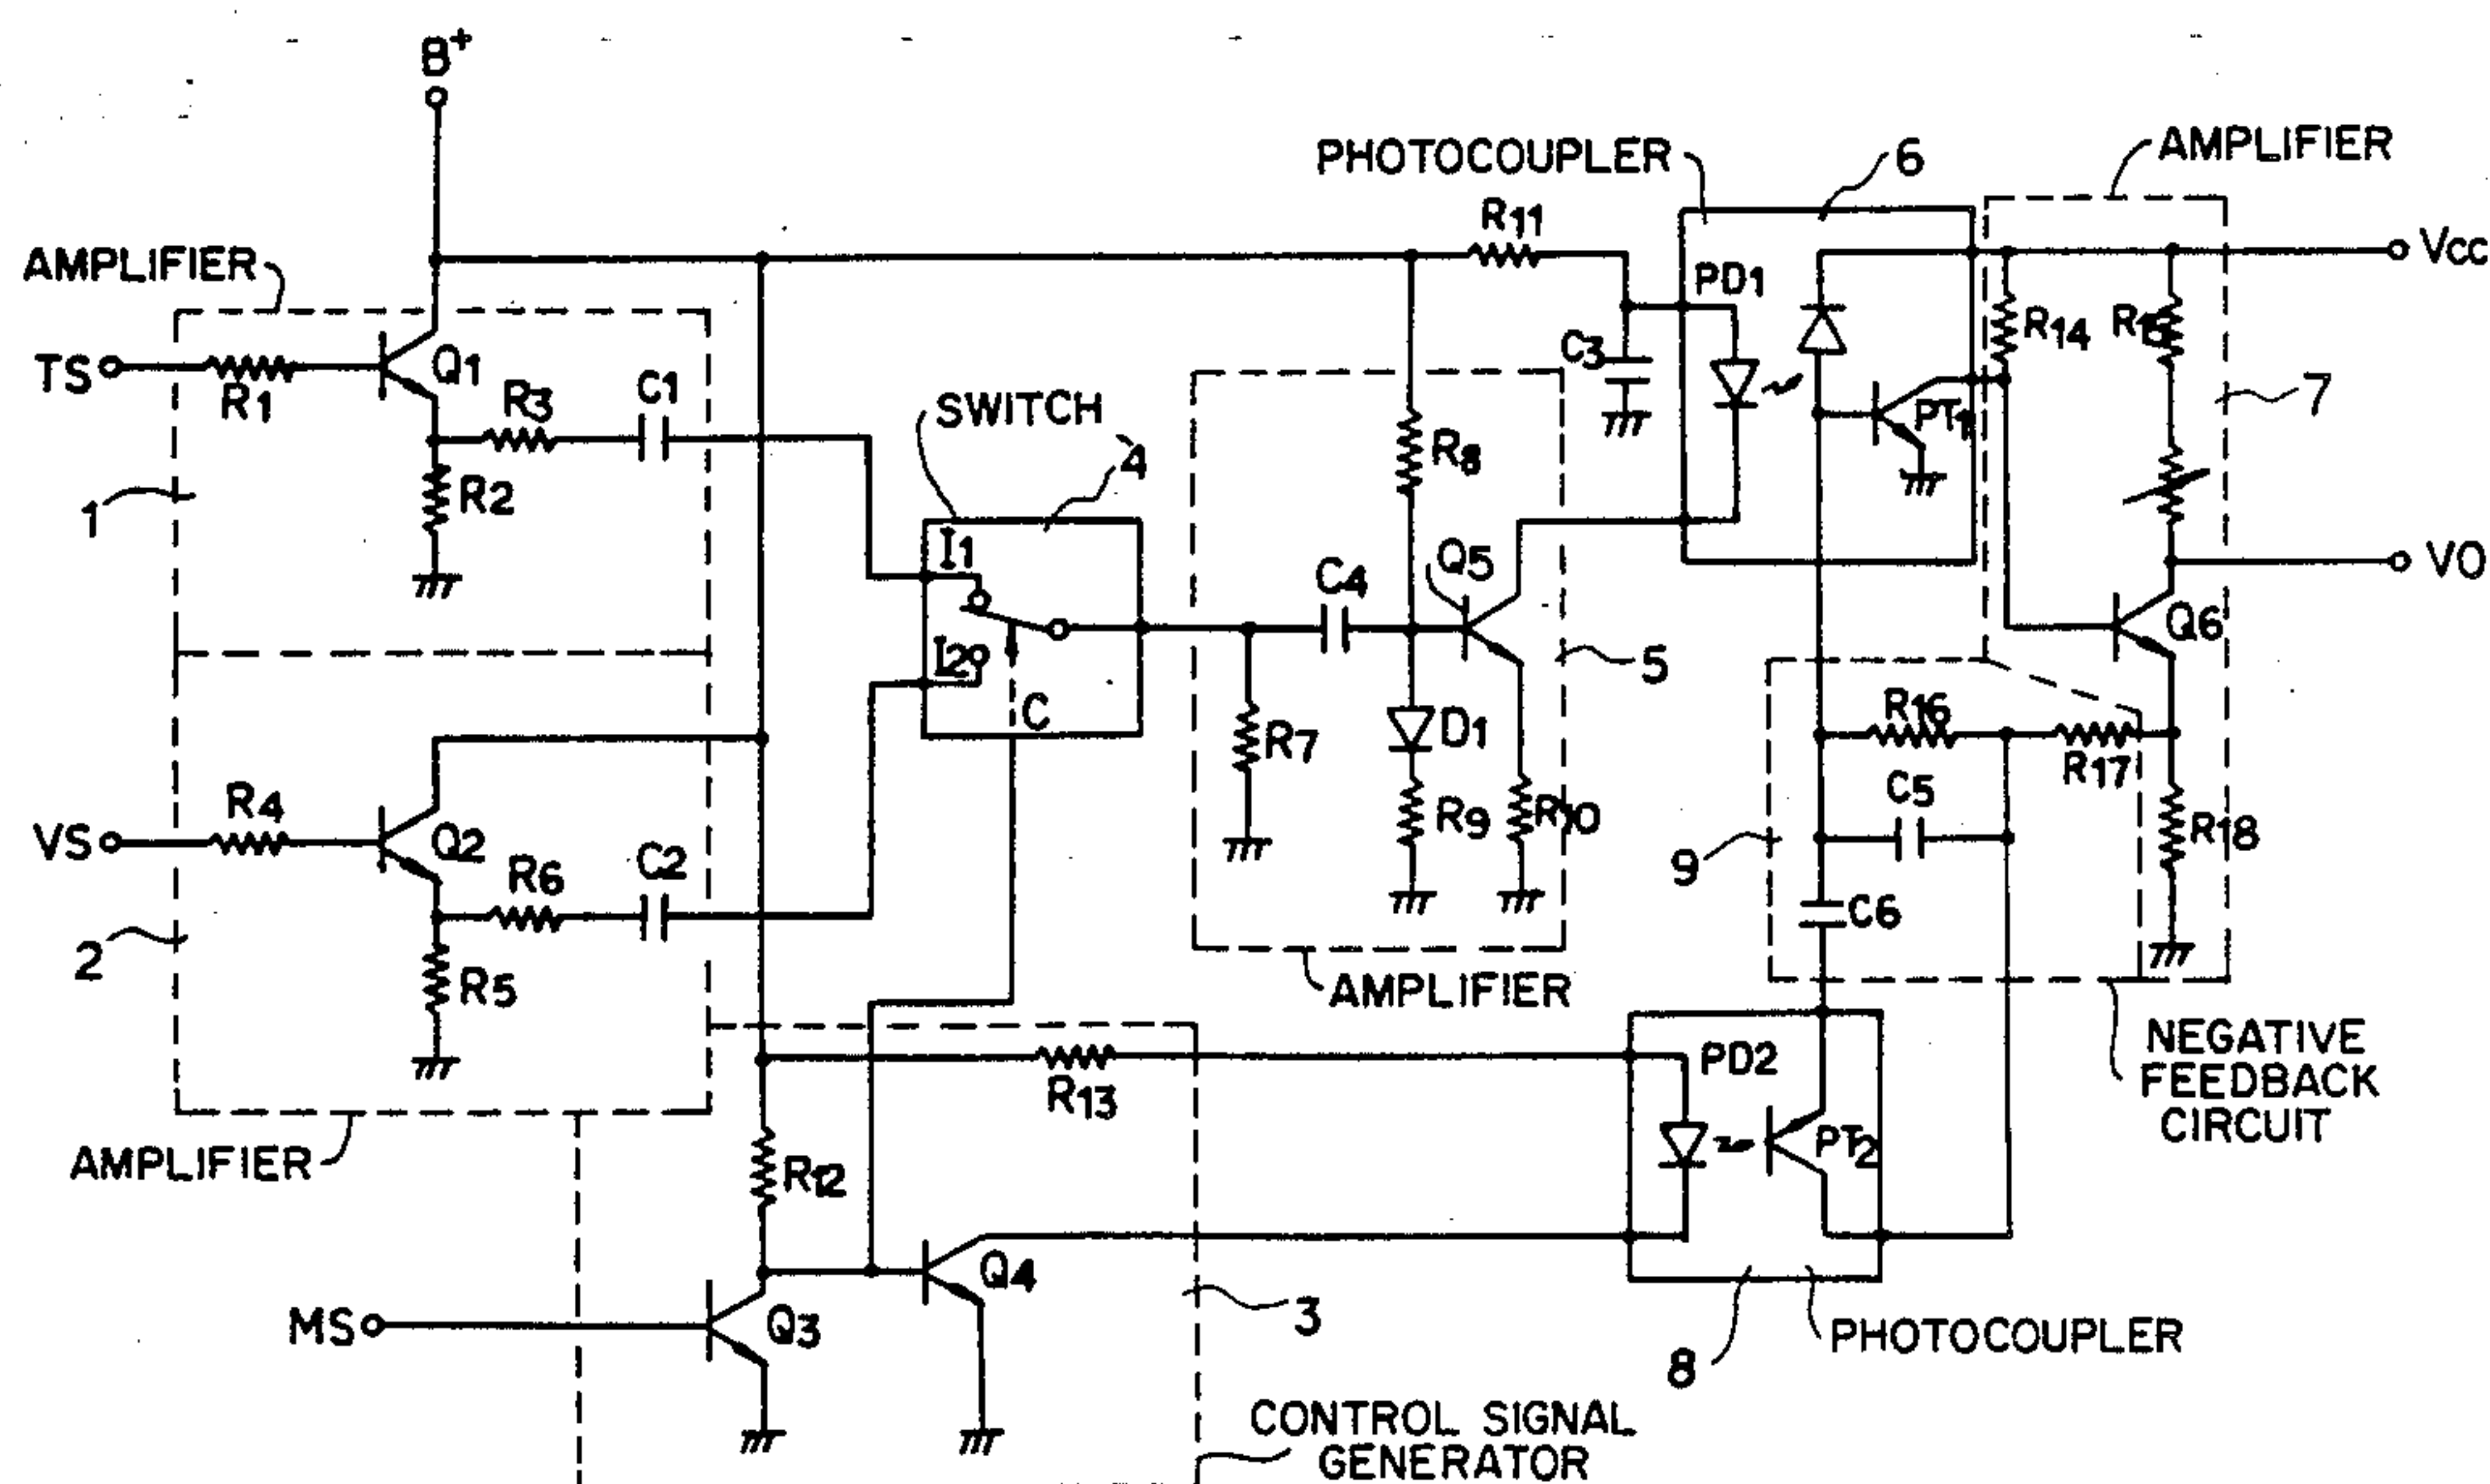 8+
PHOTOCOUPLER
6
AMPLIFIER
R11
VCC
AMPLIFIER
PD1
R14
TS
R1
Q1
R3
C1
SWITCH
C3
PT1
7
R8
1
R2
4
I1
C4
Q5
VO
I2
Q6
5
C
R7
D1
R16
R17
R4
VS
Q2
R6
C2
R9
R10
C5
R18
9
C6
2
R5
AMPLIFIER
R13
PD2
NEGATIVE
FEEDBACK
CIRCUIT
AMPLIFIER
R12
PT2
Q4
MS
Q3
3
8
PHOTOCOUPLER
CONTROL SIGNAL
GENERATOR